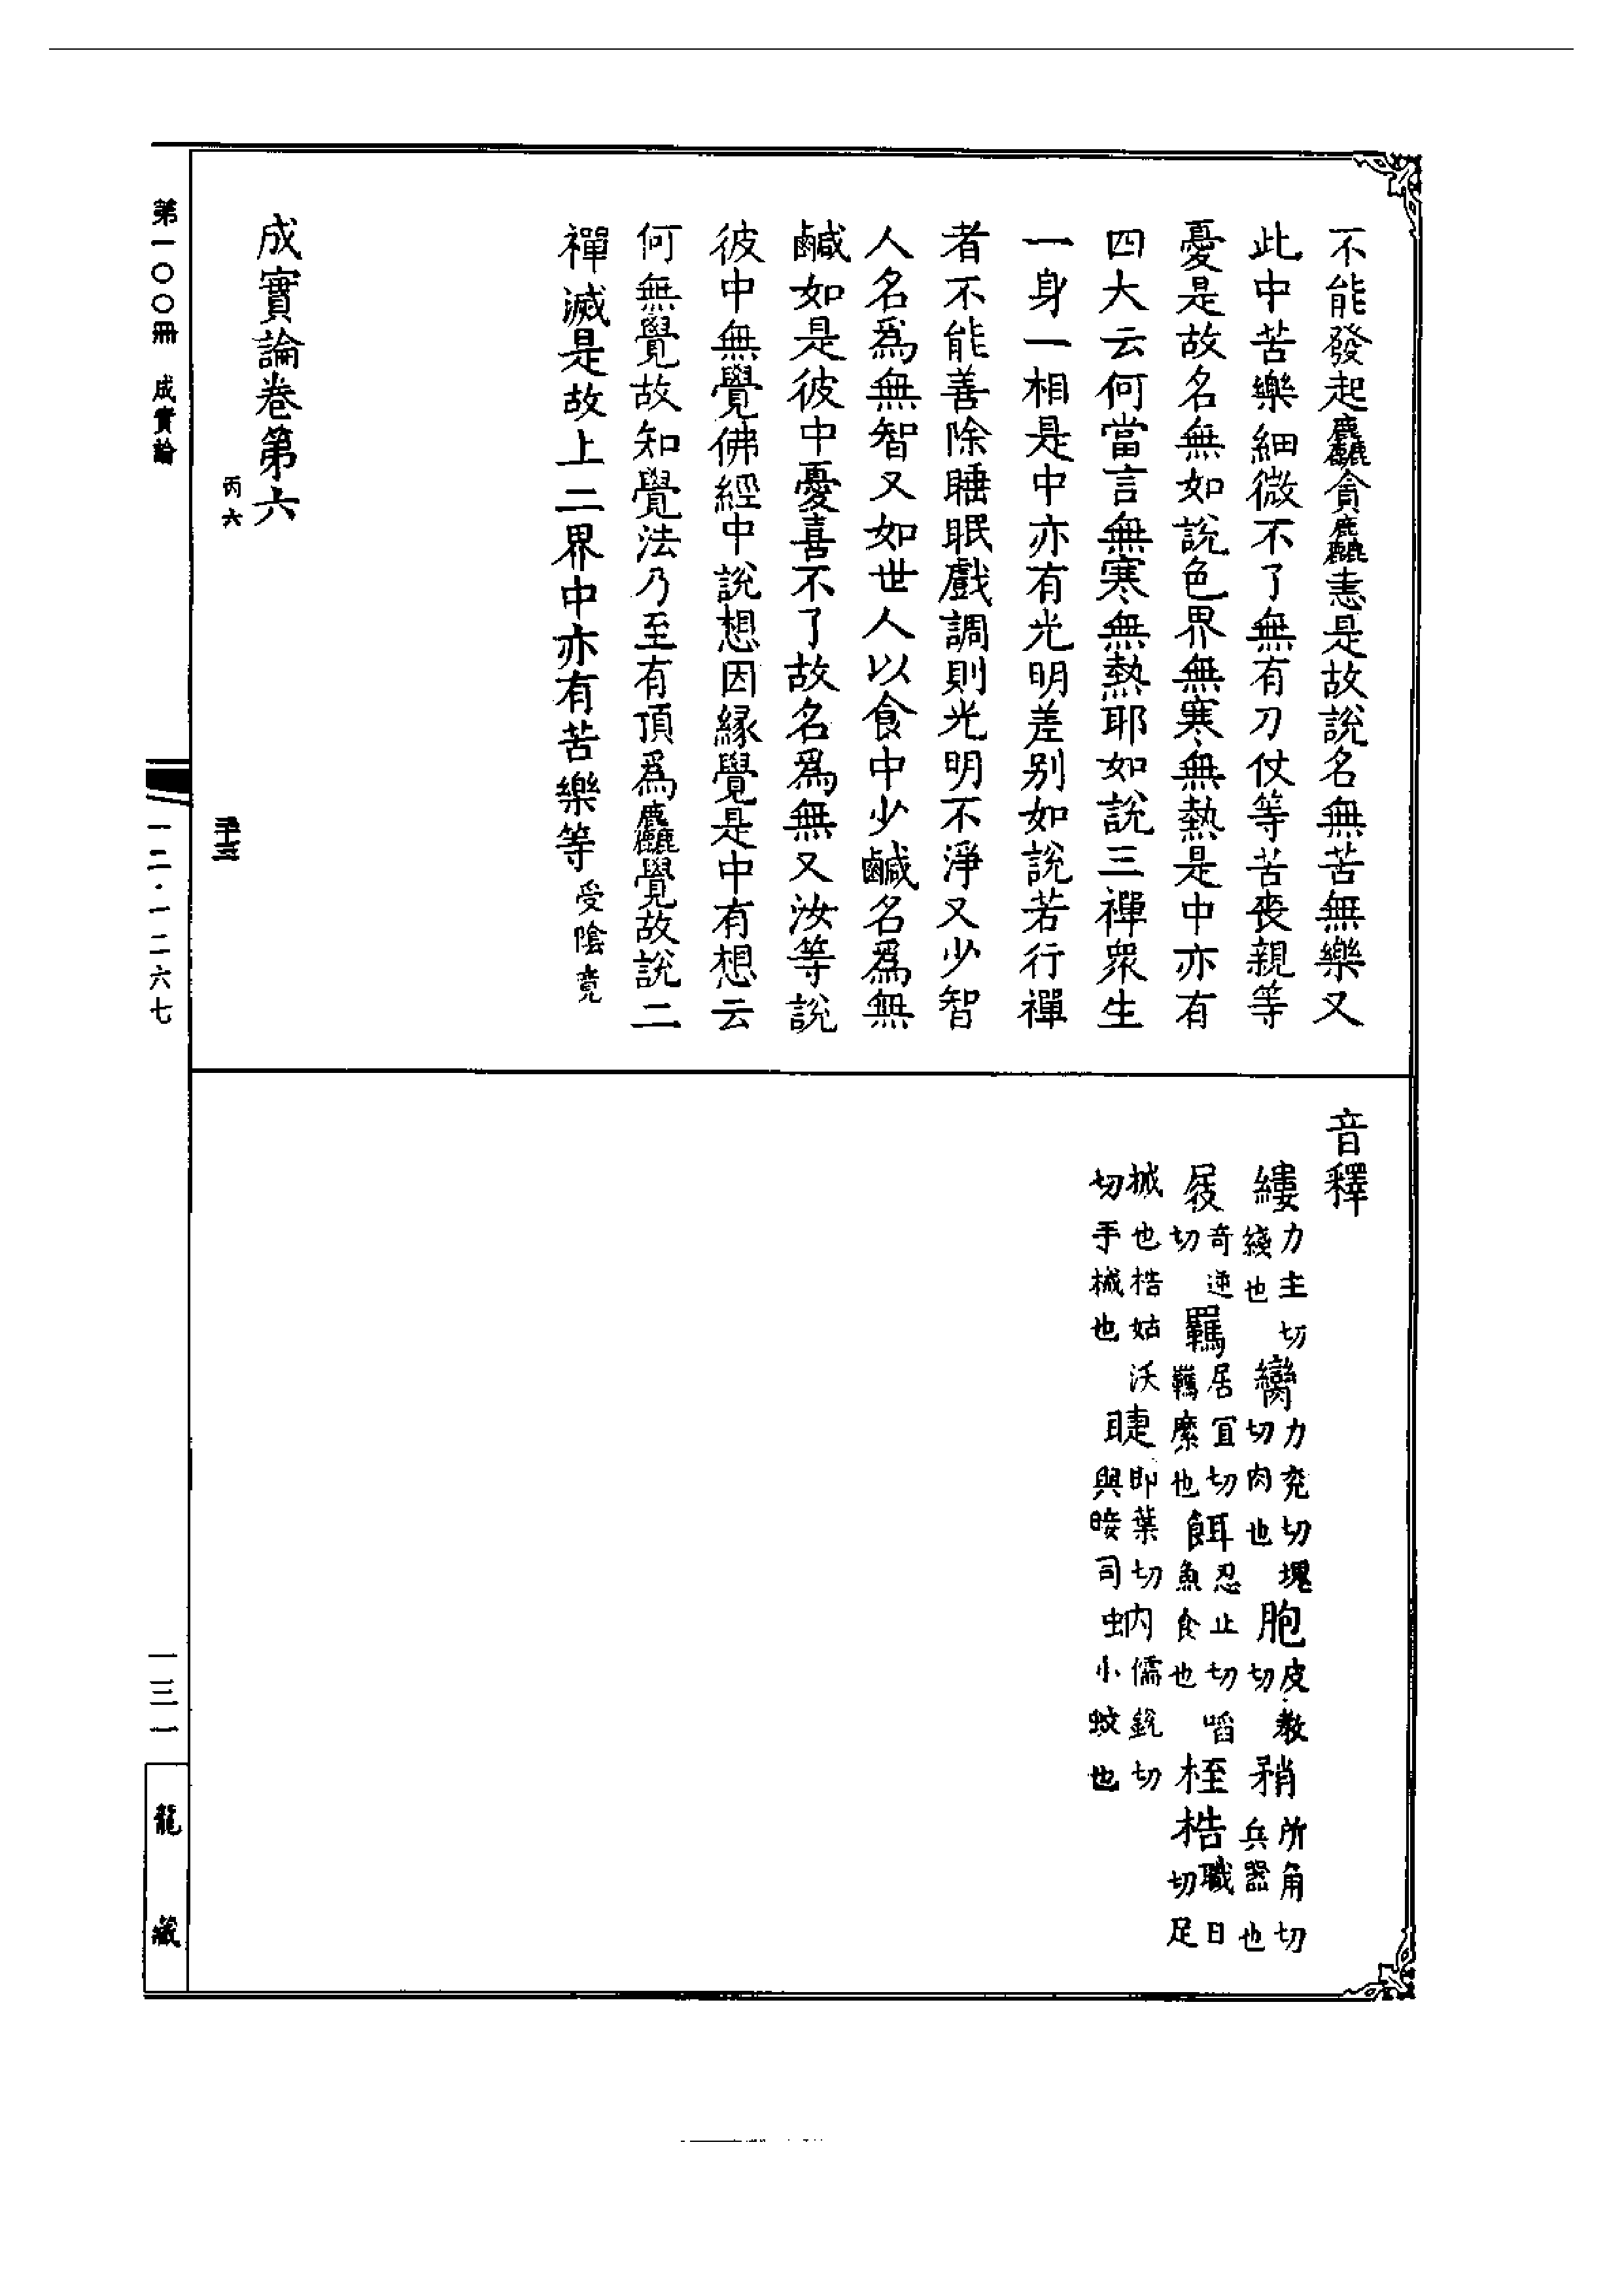 不能發起麤貪麤恚是故說名無苦無樂又
此中苦樂細微不了無有刀仗等苦喪親等
憂是故名無如說色界無寒無熱是中亦有
四大云何當言無寒無熱耶如說三禪眾生
一身一相是中亦有光明差別如說若行禪
者不能善除睡眠戲調則光明不淨又少智
人名爲無智又如世人以食中少鹹名爲無
鹹如是彼中憂喜不了故名爲無又汝等說
彼中無覺佛經中說想因緣覺是中有想云
何無覺故知覺法乃至有頂爲麤覺故說二
禪滅是故上二界中亦有苦樂等 受陰竟
成實論卷第六
丙六
音釋
縷 力主切 綫也 臠 力兗切塊 切肉也 胞 皮教 切 矟 所角切 兵器也
屐 奇逆 切 羈 居宜切 羈縻也 餌 忍止切㗖 魚食也 桎梏 職日 切足
械也梏姑沃 切手械也 睫 即葉切 與䀹同 蜹 儒銳切 小蚊也
第一〇〇冊 成實論
一二·一二六七
一三一
龍藏